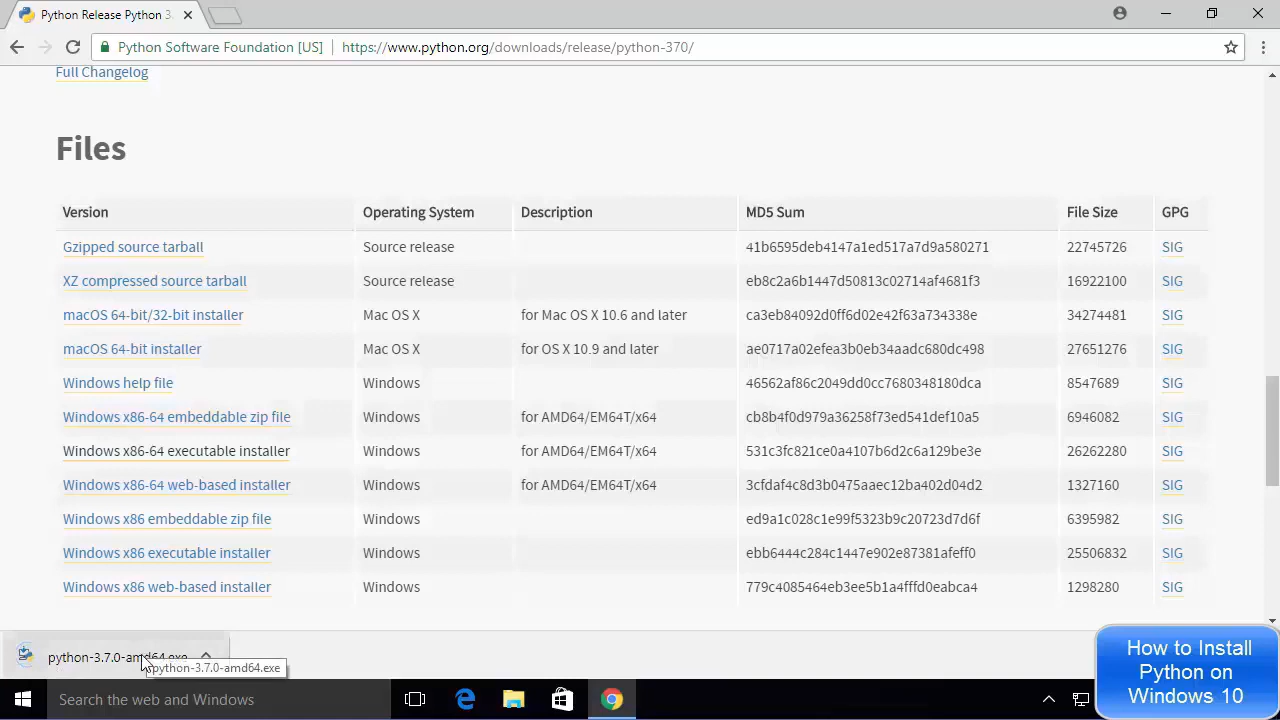 Python Release Python 3.
Python Software Foundation [US]
https://www.python.org/downloads/release/python-370/
Full Changelog
Files
Version Operating System Description MD5 Sum File Size GPG
Gzipped source tarball Source release 41b6595deb4147a1ed517a7d9a580271 22745726 SIG
XZ compressed source tarball Source release eb8c2a6b1447d50813c02714af4681f3 16922100 SIG
macOS 64-bit/32-bit installer Mac OS X for Mac OS X 10.6 and later ca3eb84092d0ff6d02e42f63a734338e 34274481 SIG
macOS 64-bit installer Mac OS X for OS X 10.9 and later ae0717a02efea3b0eb34aadc680dc498 27651276 SIG
Windows help file Windows 46562af86c2049dd0cc7680348180dca 8547689 SIG
Windows x86-64 embeddable zip file Windows for AMD64/EM64T/x64 cb8b4f0d979a36258f73ed541def10a5 6946082 SIG
Windows x86-64 executable installer Windows for AMD64/EM64T/x64 531c3fc821ce0a4107b6d2c6a129be3e 26262280 SIG
Windows x86-64 web-based installer Windows for AMD64/EM64T/x64 3cfdaf4c8d3b0475aaec12ba402d04d2 1327160 SIG
Windows x86 embeddable zip file Windows ed9a1c028c1e99f5323b9c20723d7d6f 6395982 SIG
Windows x86 executable installer Windows ebb6444c284c1447e902e87381afeff0 25506832 SIG
Windows x86 web-based installer Windows 779c4085464eb3ee5b1a4fffd0eabca4 1298280 SIG
python-3.7.0-amd64.exe
python-3.7.0-amd64.exe
How to Install
Python on
Windows 10
Search the web and Windows